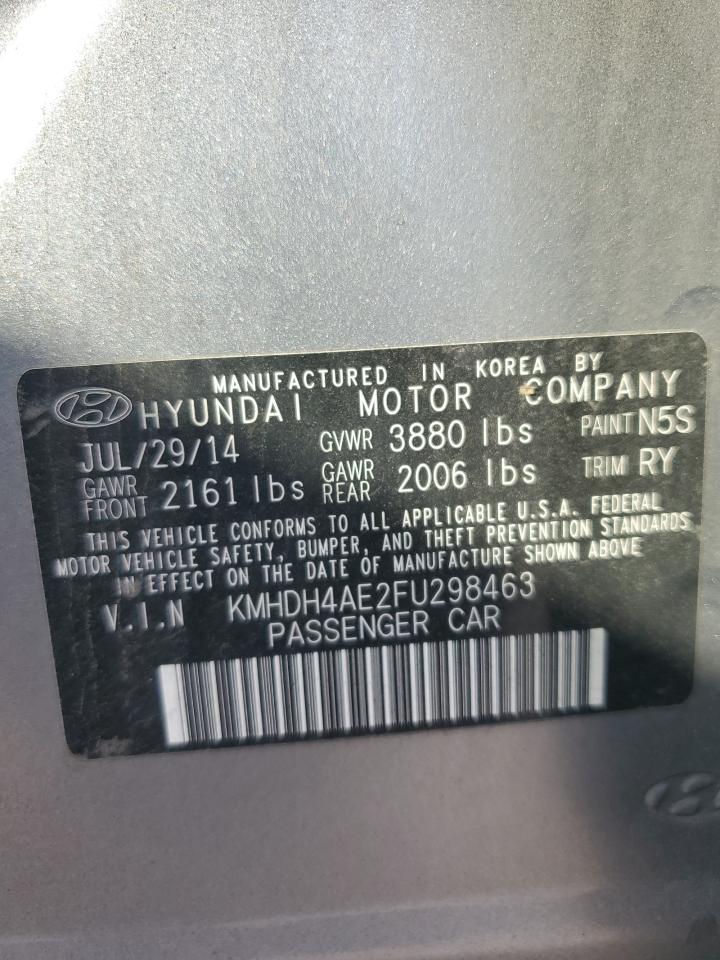 MANUFACTURED IN KOREA BY
HYUNDAI MOTOR COMPANY
JUL/29/14 GVWR 3880 lbs PAINT N5S
GAWR FRONT 2161 lbs GAWR REAR 2006 lbs TRIM RY
THIS VEHICLE CONFORMS TO ALL APPLICABLE U.S.A. FEDERAL
MOTOR VEHICLE SAFETY, BUMPER, AND THEFT PREVENTION STANDARDS
IN EFFECT ON THE DATE OF MANUFACTURE SHOWN ABOVE
V.I.N KMHDH4AE2FU298463
PASSENGER CAR